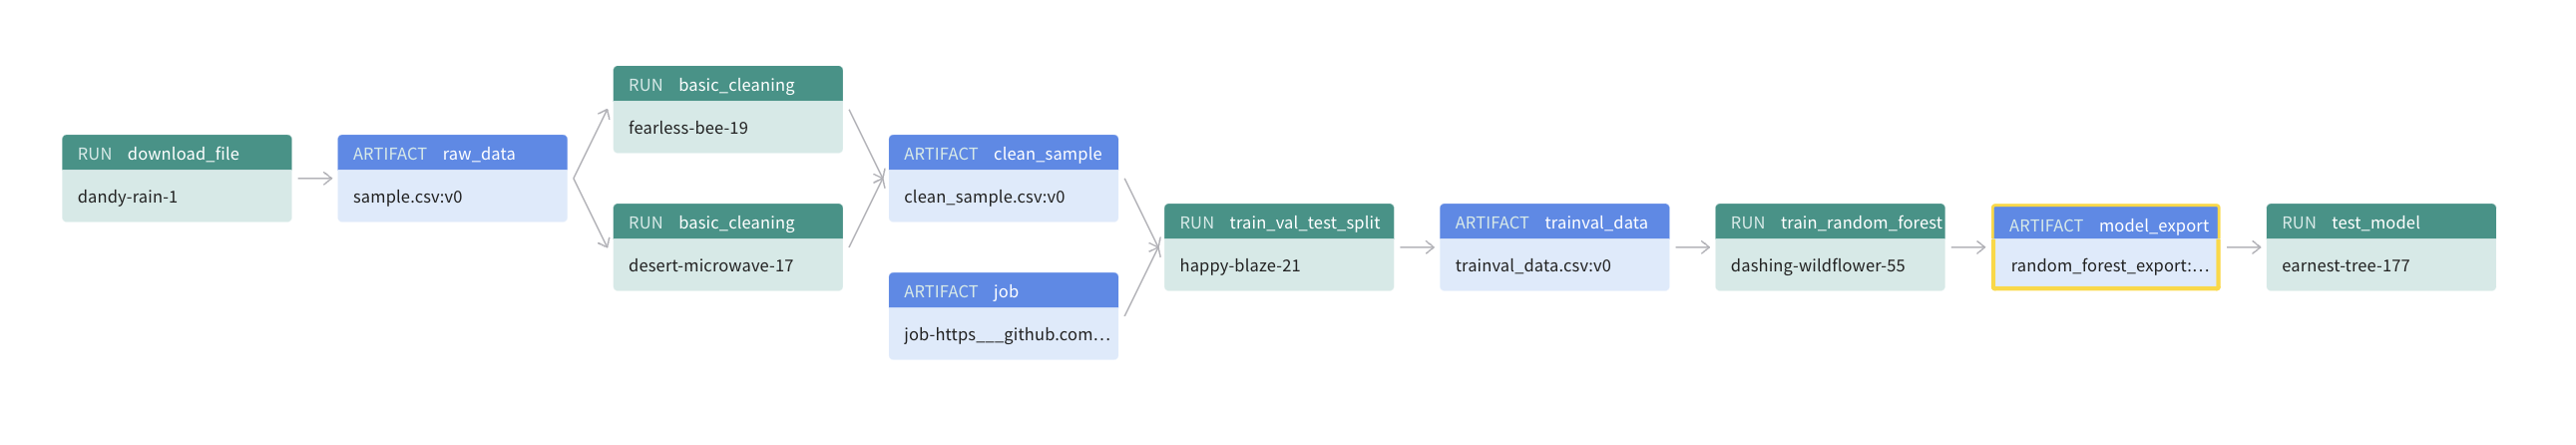 RUN download_file
dandy-rain-1
ARTIFACT raw_data
sample.csv:v0
RUN basic_cleaning
fearless-bee-19
RUN basic_cleaning
desert-microwave-17
ARTIFACT clean_sample
clean_sample.csv:v0
ARTIFACT job
job-https___github.com...
RUN train_val_test_split
happy-blaze-21
ARTIFACT trainval_data
trainval_data.csv:v0
RUN train_random_forest
dashing-wildflower-55
ARTIFACT model_export
random_forest_export:...
RUN test_model
earnest-tree-177